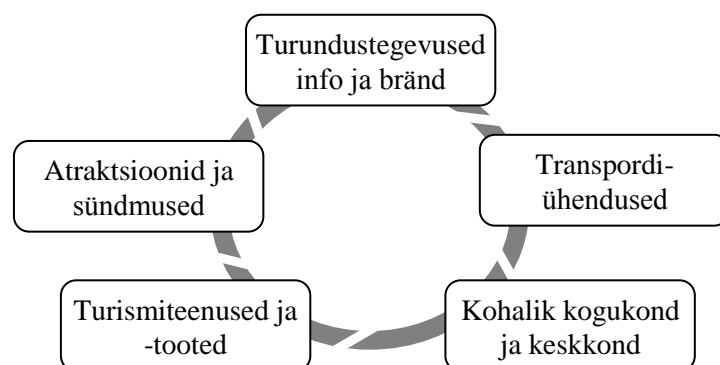 Turundustegevused
info ja bränd
Transpordi-
ühendused
Kohalik kogukond
ja keskkond
Turismiteenused ja
-tooted
Atraktsioonid ja
sündmused